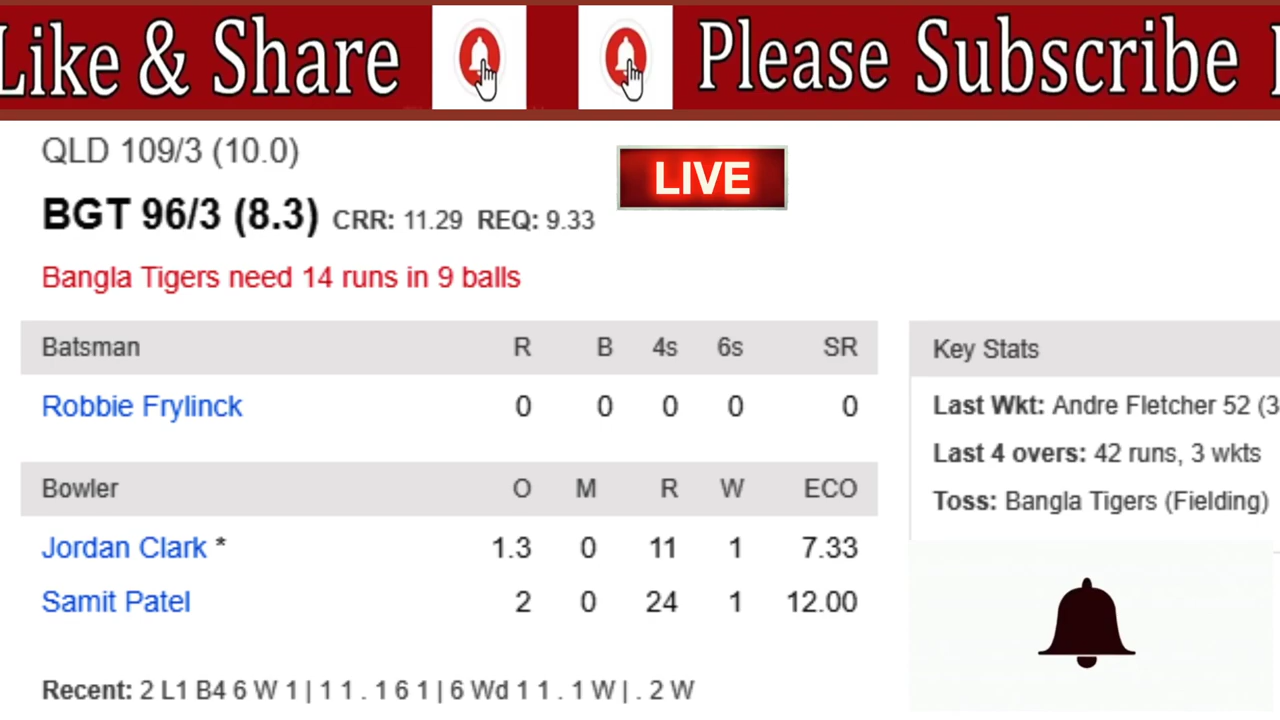 Like & Share Please Subscribe
QLD 109/3 (10.0)
LIVE
BGT 96/3 (8.3) CRR: 11.29 REQ: 9.33
Bangla Tigers need 14 runs in 9 balls
Batsman R B 4s 6s SR
Robbie Frylinck 0 0 0 0 0
Bowler O M R W ECO
Jordan Clark * 1.3 0 11 1 7.33
Samit Patel 2 0 24 1 12.00
Recent: 2 L1 B4 6 W 1 | 1 1 . 1 6 1 | 6 Wd 1 1 . 1 W | . 2 W
Key Stats
Last Wkt: Andre Fletcher 52 (3
Last 4 overs: 42 runs, 3 wkts
Toss: Bangla Tigers (Fielding)